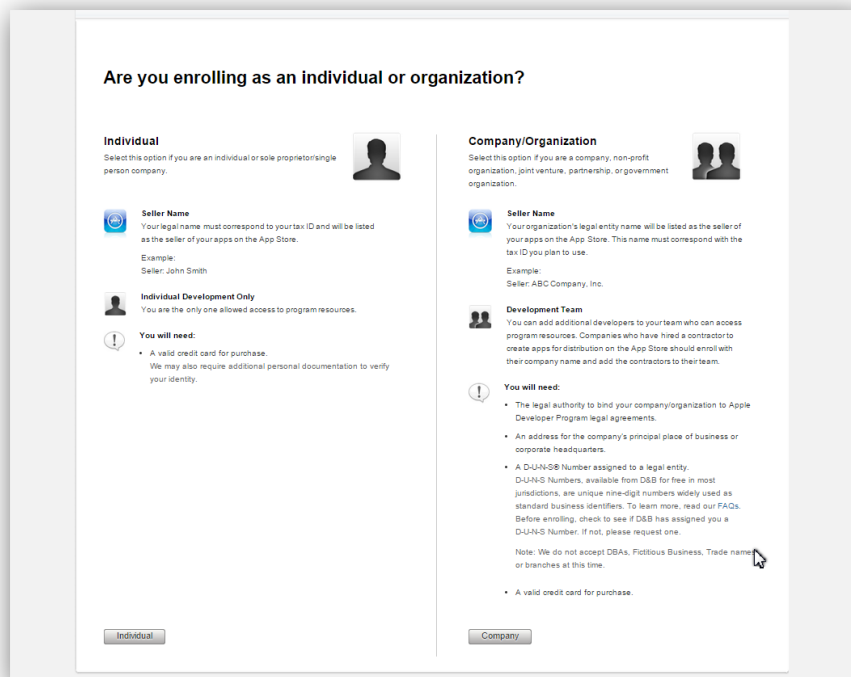 Are you enrolling as an individual or organization?
Individual
Select this option if you are an individual or sole proprietor/single
person company.
Seller Name
Your legal name must correspond to your tax ID and will be listed
as the seller of your apps on the App Store.
Example:
Seller: John Smith
Individual Development Only
You are the only one allowed access to program resources.
You will need:
• A valid credit card for purchase.
We may also require additional personal documentation to verify
your identity.
Individual
Company/Organization
Select this option if you are a company, non-profit
organization, joint venture, partnership, or government
organization.
Seller Name
Your organization's legal entity name will be listed as the seller of
your apps on the App Store. This name must correspond with the
tax ID you plan to use.
Example:
Seller: ABC Company, Inc.
Development Team
You can add additional developers to your team who can access
program resources. Companies who have hired a contractor to
create apps for distribution on the App Store should enroll with
their company name and add the contractors to their team.
You will need:
• The legal authority to bind your company/organization to Apple
Developer Program legal agreements.
• An address for the company's principal place of business or
corporate headquarters.
• A D-U-N-S® Number assigned to a legal entity.
D-U-N-S Numbers, available from D&B for free in most
jurisdictions, are unique nine-digit numbers widely used as
standard business identifiers. To learn more, read our FAQs.
Before enrolling, check to see if D&B has assigned you a
D-U-N-S Number. If not, please request one.
Note: We do not accept DBAs, Fictitious Business, Trade names
or branches at this time.
• A valid credit card for purchase.
Company